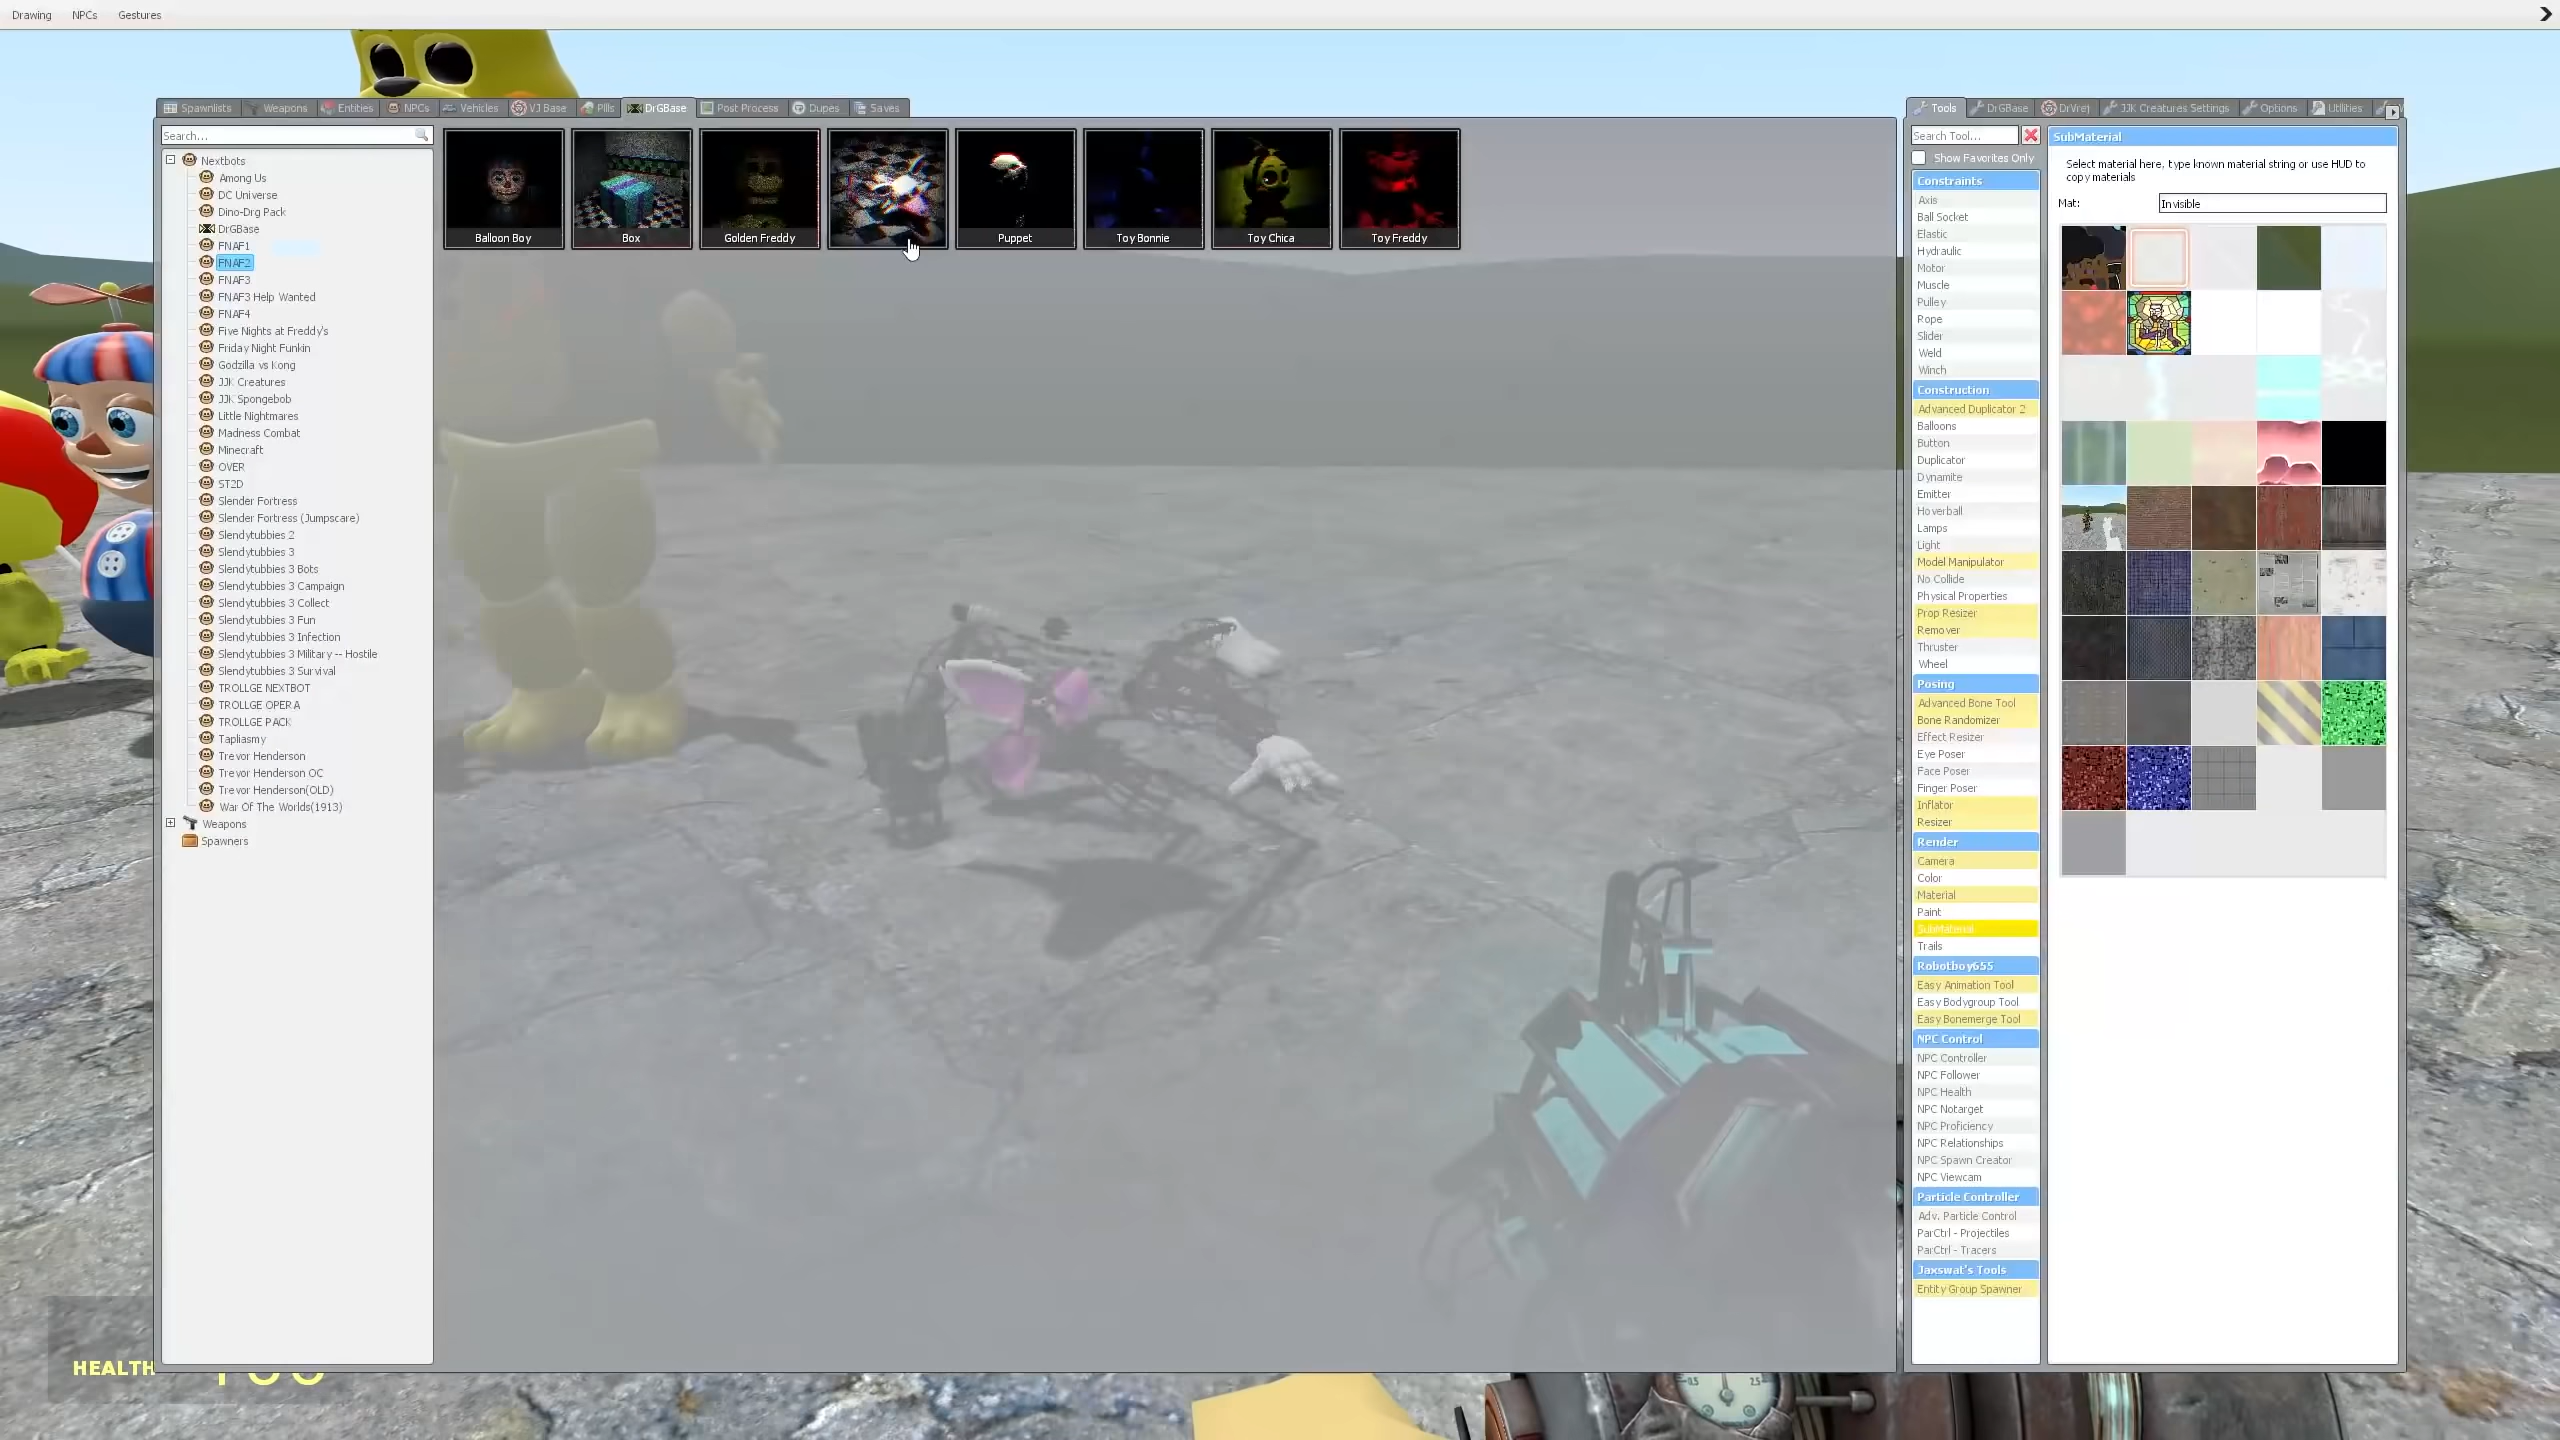 Drawing NPCs Gestures
Spawnlists Weapons Entities NPCs Vehicles VJ Base Pills DrGBase Post Process Dupes Saves
Search...
Nextbots
Among Us
DC Universe
Dino-Drg Pack
DrGBase
FNAF1
FNAF2
FNAF3
FNAF3 Help Wanted
FNAF4
Five Nights at Freddy's
Friday Night Funkin
Godzilla vs Kong
JJK Creatures
JJK Spongebob
Little Nightmares
Madness Combat
Minecraft
OVER
ST2D
Slender Fortress
Slender Fortress (Jumpscare)
Slendytubbies 2
Slendytubbies 3
Slendytubbies 3 Bots
Slendytubbies 3 Campaign
Slendytubbies 3 Collect
Slendytubbies 3 Fun
Slendytubbies 3 Infection
Slendytubbies 3 Military -- Hostile
Slendytubbies 3 Survival
TROLLGE NEXTBOT
TROLLGE OPERA
TROLLGE PACK
Tapliasmy
Trevor Henderson
Trevor Henderson OC
Trevor Henderson(OLD)
War Of The Worlds(1913)
Weapons
Spawners
Balloon Boy Box Golden Freddy Puppet Toy Bonnie Toy Chica Toy Freddy
Tools DrGBase DrVrej JJK Creatures Settings Options Utilities
Search Tool...
Show Favorites Only
Constraints
Axis
Ball Socket
Elastic
Hydraulic
Motor
Muscle
Pulley
Rope
Slider
Weld
Winch
Construction
Advanced Duplicator 2
Balloons
Button
Duplicator
Dynamite
Emitter
Hoverball
Lamps
Light
Model Manipulator
No Collide
Physical Properties
Prop Resizer
Remover
Thruster
Wheel
Posing
Advanced Bone Tool
Bone Randomizer
Effect Resizer
Eye Poser
Face Poser
Finger Poser
Inflator
Resizer
Render
Camera
Color
Material
Paint
SubMaterial
Trails
Robotboy655
Easy Animation Tool
Easy Bodygroup Tool
Easy Bonemerge Tool
NPC Control
NPC Controller
NPC Follower
NPC Health
NPC Notarget
NPC Proficiency
NPC Relationships
NPC Spawn Creator
NPC Viewcam
Particle Controller
Adv. Particle Control
ParCtrl - Projectiles
ParCtrl - Tracers
Jaxswat's Tools
Entity Group Spawner
SubMaterial
Select material here, type known material string or use HUD to
copy materials
Mat: Invisible
HEALTH 100